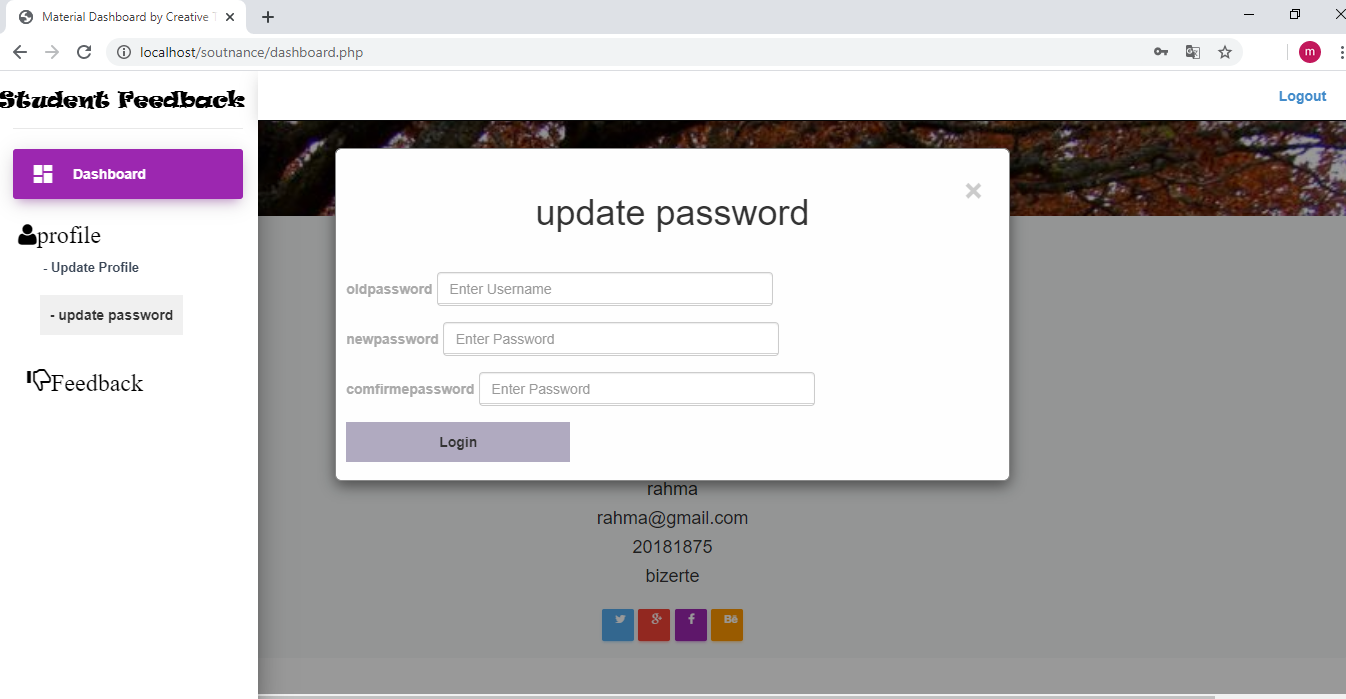 Material Dashboard by Creative T
localhost/soutnance/dashboard.php
m
Student Feedback
Logout
Dashboard
profile
- Update Profile
- update password
Feedback
×
update password
oldpassword Enter Username
newpassword Enter Password
comfirmepassword Enter Password
Login
rahma
rahma@gmail.com
20181875
bizerte